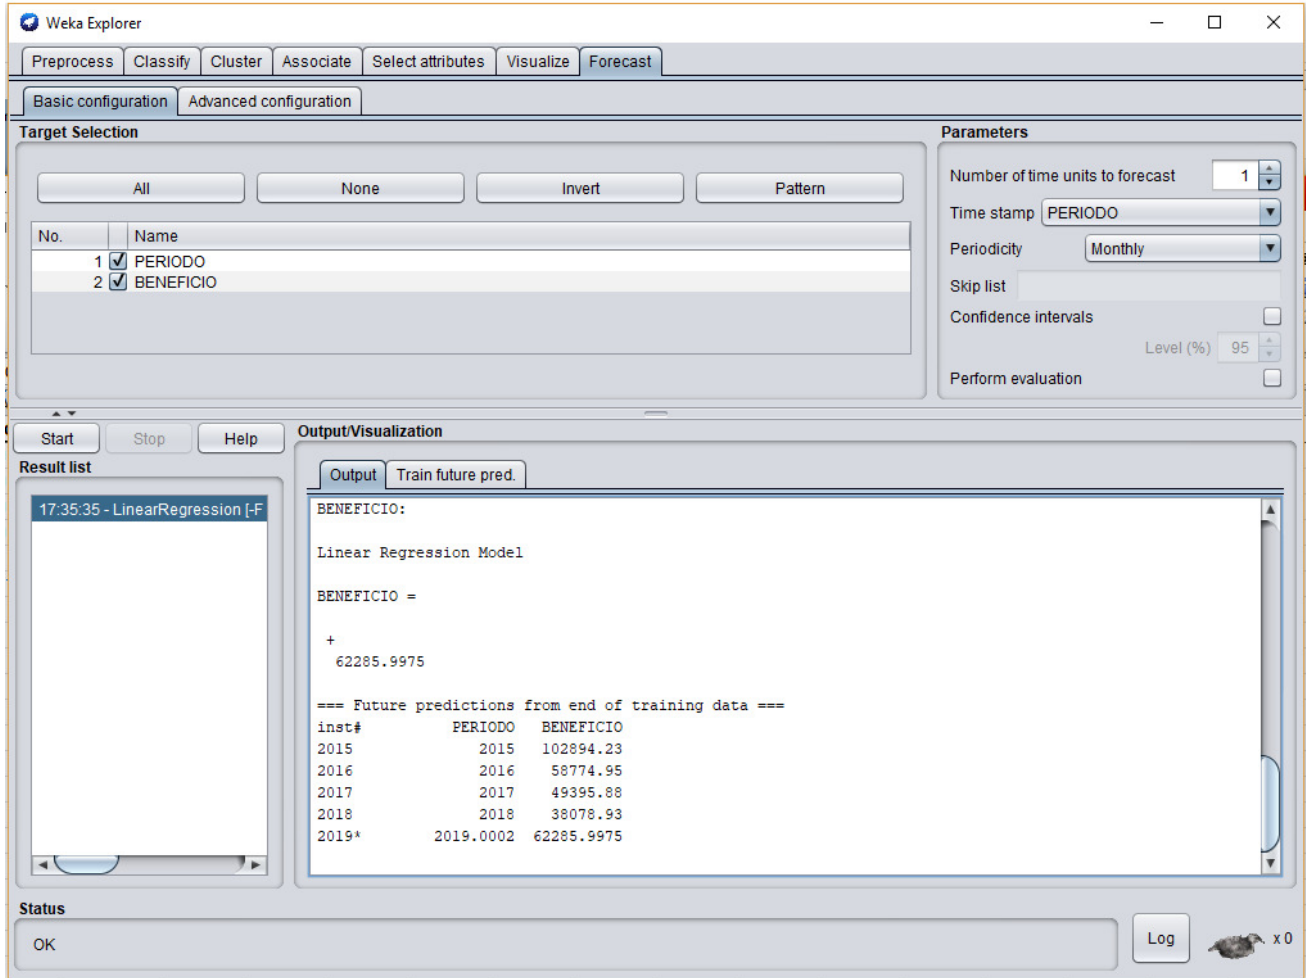 Weka Explorer
Preprocess Classify Cluster Associate Select attributes Visualize Forecast
Basic configuration Advanced configuration
Target Selection
All None Invert Pattern
No. Name
1 PERIODO
2 BENEFICIO
Parameters
Number of time units to forecast 1
Time stamp PERIODO
Periodicity Monthly
Skip list
Confidence intervals
Level (%) 95
Perform evaluation
Start Stop Help
Result list
17:35:35 - LinearRegression [-F
Output/Visualization
Output Train future pred.
BENEFICIO:
Linear Regression Model
BENEFICIO =
+
62285.9975
=== Future predictions from end of training data ===
inst# PERIODO BENEFICIO
2015 2015 102894.23
2016 2016 58774.95
2017 2017 49395.88
2018 2018 38078.93
2019* 2019.0002 62285.9975
Status
OK
Log
x 0